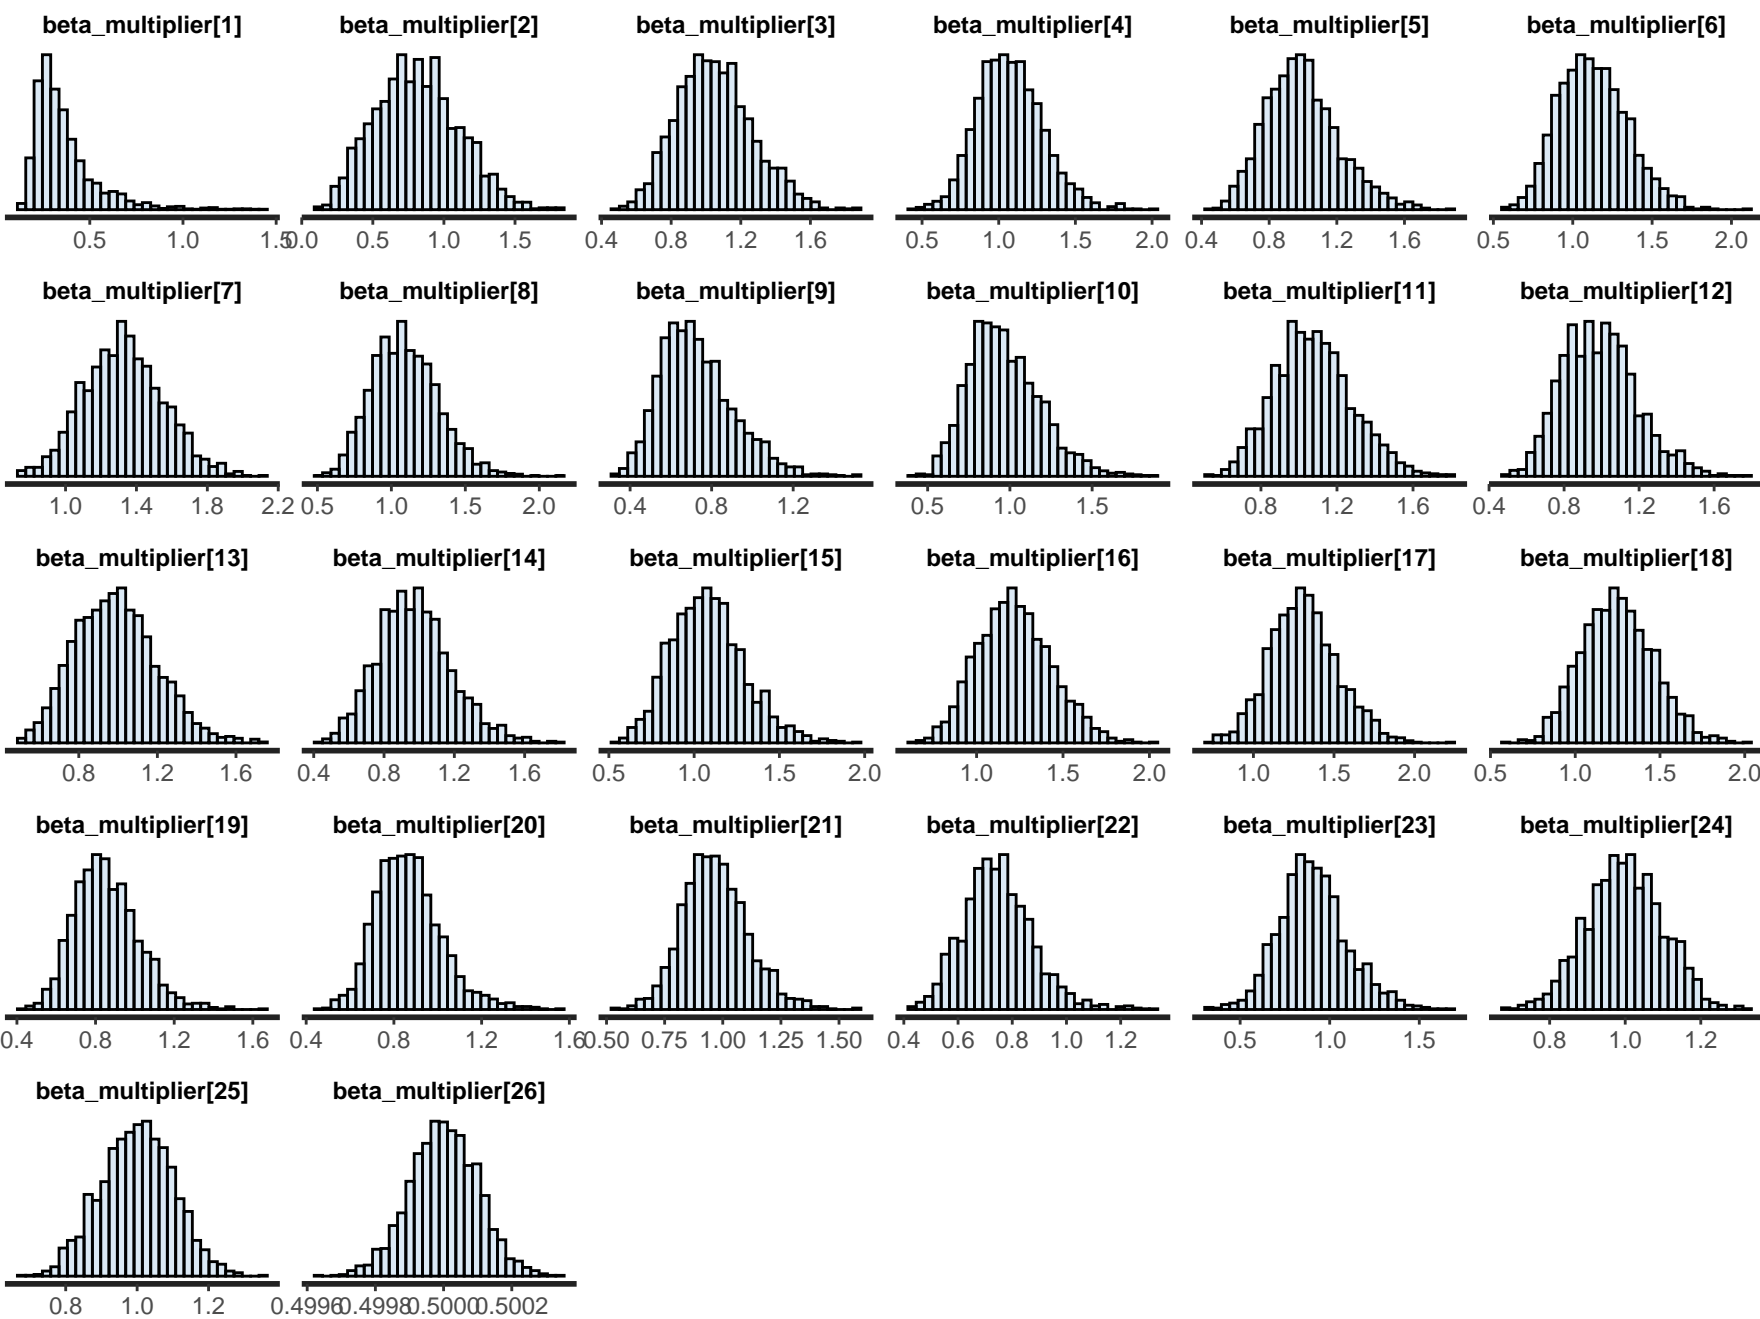 beta_multiplier[1] beta_multiplier[2] beta_multiplier[3] beta_multiplier[4] beta_multiplier[5] beta_multiplier[6]
0.5 1.0 1.5 0.0 0.5 1.0 1.5 0.4 0.8 1.2 1.6 0.5 1.0 1.5 2.0 0.4 0.8 1.2 1.6 0.5 1.0 1.5 2.0
beta_multiplier[7] beta_multiplier[8] beta_multiplier[9] beta_multiplier[10] beta_multiplier[11] beta_multiplier[12]
1.0 1.4 1.8 2.2 0.5 1.0 1.5 2.0 0.4 0.8 1.2 0.5 1.0 1.5 0.8 1.2 1.6 0.4 0.8 1.2 1.6
beta_multiplier[13] beta_multiplier[14] beta_multiplier[15] beta_multiplier[16] beta_multiplier[17] beta_multiplier[18]
0.8 1.2 1.6 0.4 0.8 1.2 1.6 0.5 1.0 1.5 2.0 1.0 1.5 2.0 1.0 1.5 2.0 0.5 1.0 1.5 2.0
beta_multiplier[19] beta_multiplier[20] beta_multiplier[21] beta_multiplier[22] beta_multiplier[23] beta_multiplier[24]
0.4 0.8 1.2 1.6 0.4 0.8 1.2 1.6 0.50 0.75 1.00 1.25 1.50 0.4 0.6 0.8 1.0 1.2 0.5 1.0 1.5 0.8 1.0 1.2
beta_multiplier[25] beta_multiplier[26]
0.8 1.0 1.2 0.4996 0.4998 0.5000 0.5002